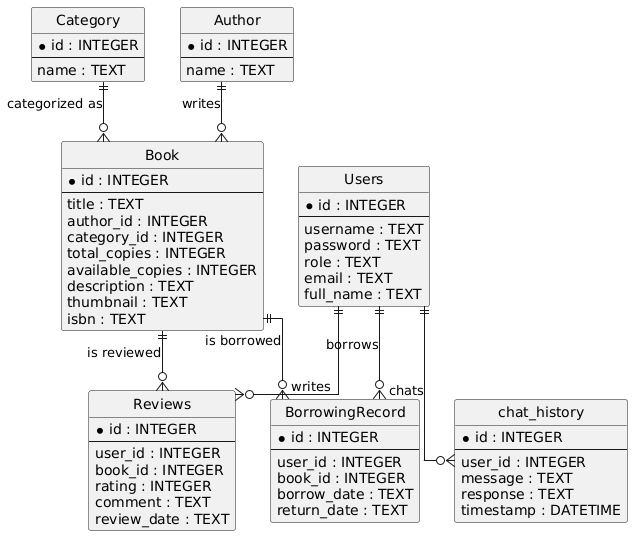 Category
id : INTEGER
name : TEXT
Author
id : INTEGER
name : TEXT
categorized as
writes
Book
id : INTEGER
title : TEXT
author_id : INTEGER
category_id : INTEGER
total_copies : INTEGER
available_copies : INTEGER
description : TEXT
thumbnail : TEXT
isbn : TEXT
Users
id : INTEGER
username : TEXT
password : TEXT
role : TEXT
email : TEXT
full_name : TEXT
is reviewed
is borrowed
borrows
writes
chats
Reviews
id : INTEGER
user_id : INTEGER
book_id : INTEGER
rating : INTEGER
comment : TEXT
review_date : TEXT
BorrowingRecord
id : INTEGER
user_id : INTEGER
book_id : INTEGER
borrow_date : TEXT
return_date : TEXT
chat_history
id : INTEGER
user_id : INTEGER
message : TEXT
response : TEXT
timestamp : DATETIME